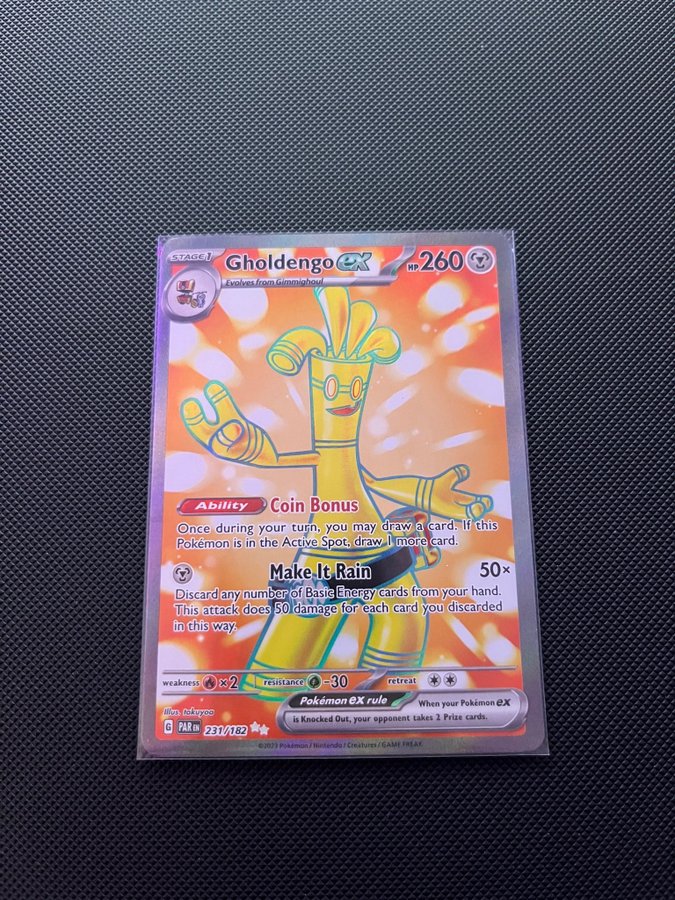 STAGE 1
Gholdengo ex
HP 260
Evolves from Gimmighoul
Ability Coin Bonus
Once during your turn, you may draw a card. If this
Pokémon is in the Active Spot, draw 1 more card.
Make It Rain 50×
Discard any number of Basic Energy cards from your hand.
This attack does 50 damage for each card you discarded
in this way.
weakness ×2 resistance -30 retreat
Pokémon ex rule
When your Pokémon ex
is Knocked Out, your opponent takes 2 Prize cards.
Illus. takuyoa
G PAR EN 231/182
©2023 Pokémon / Nintendo / Creatures / GAME FREAK